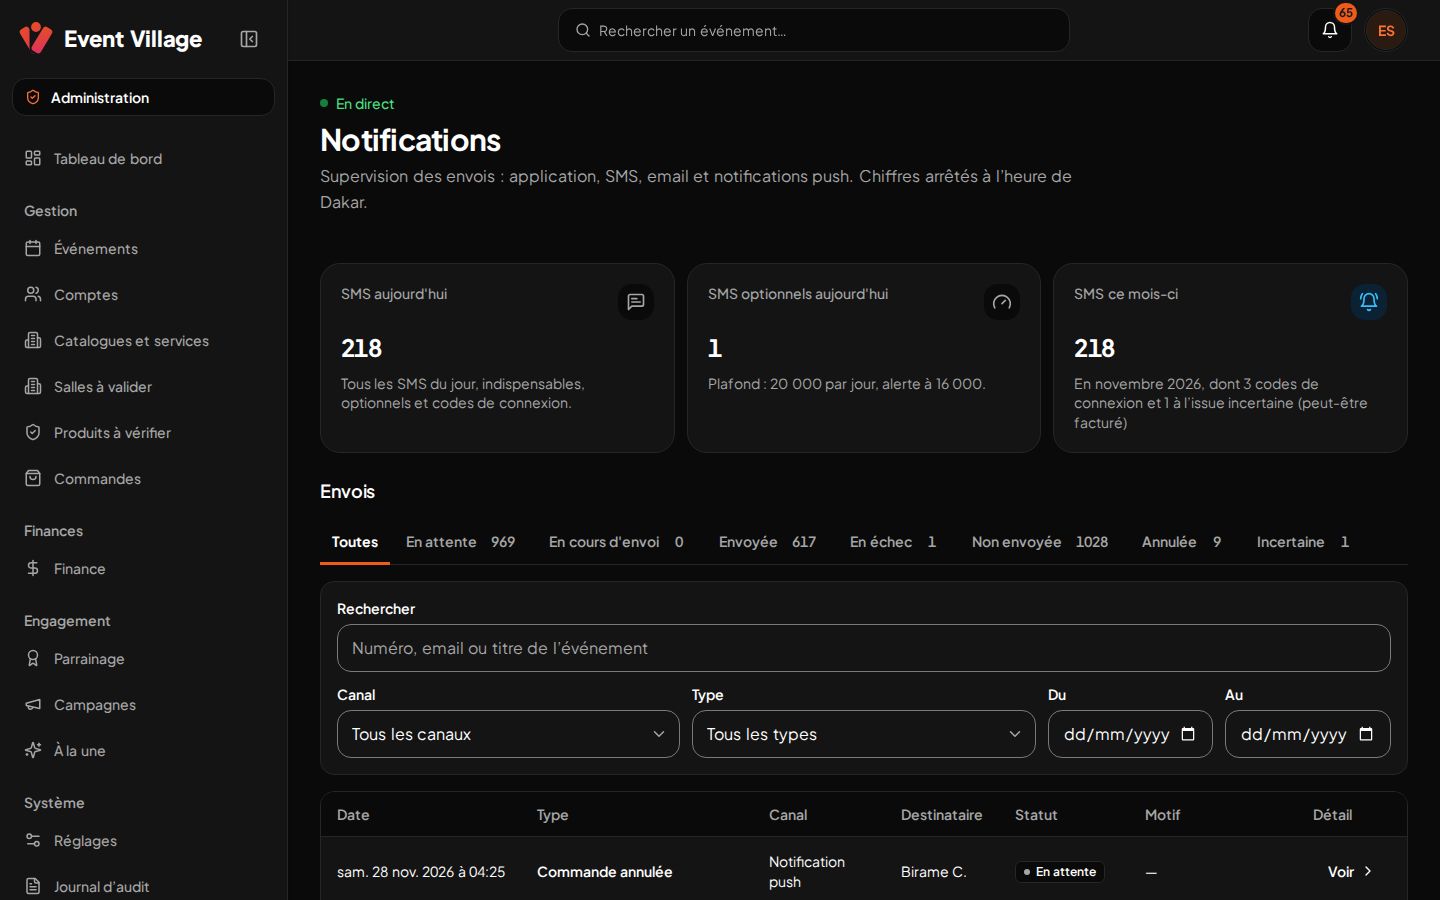 Event Village
Rechercher un événement…
65
ES
Administration
Tableau de bord
Gestion
Événements
Comptes
Catalogues et services
Salles à valider
Produits à vérifier
Commandes
Finances
Finance
Engagement
Parrainage
Campagnes
À la une
Système
Réglages
Journal d’audit
En direct
Notifications
Supervision des envois : application, SMS, email et notifications push. Chiffres arrêtés à l’heure de
Dakar.
SMS aujourd'hui
218
Tous les SMS du jour, indispensables,
optionnels et codes de connexion.
SMS optionnels aujourd'hui
1
Plafond : 20 000 par jour, alerte à 16 000.
SMS ce mois-ci
218
En novembre 2026, dont 3 codes de
connexion et 1 à l’issue incertaine (peut-être
facturé)
Envois
Toutes En attente 969 En cours d'envoi 0 Envoyée 617 En échec 1 Non envoyée 1028 Annulée 9 Incertaine 1
Rechercher
Numéro, email ou titre de l’événement
Canal Type Du Au
Tous les canaux Tous les types dd/mm/yyyy dd/mm/yyyy
Date Type Canal Destinataire Statut Motif Détail
sam. 28 nov. 2026 à 04:25 Commande annulée Notification push Birame C. En attente — Voir